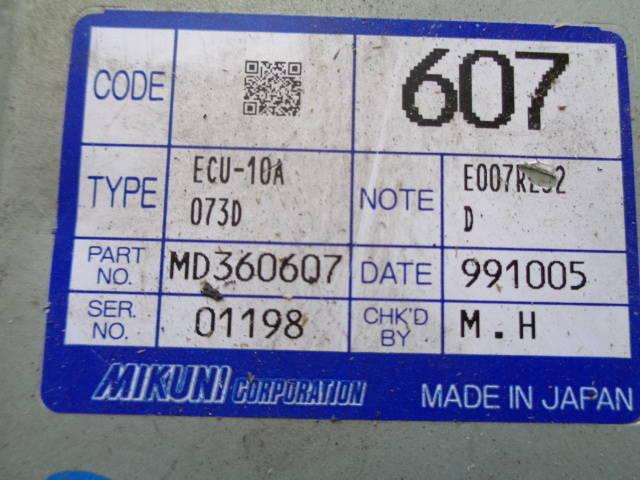 CODE 607
TYPE ECU-10A NOTE
073D D
PART NO. MD360607 DATE 991005
SER. NO. 01198 CHK'D BY M.H
MIKUNI CORPORATION MADE IN JAPAN